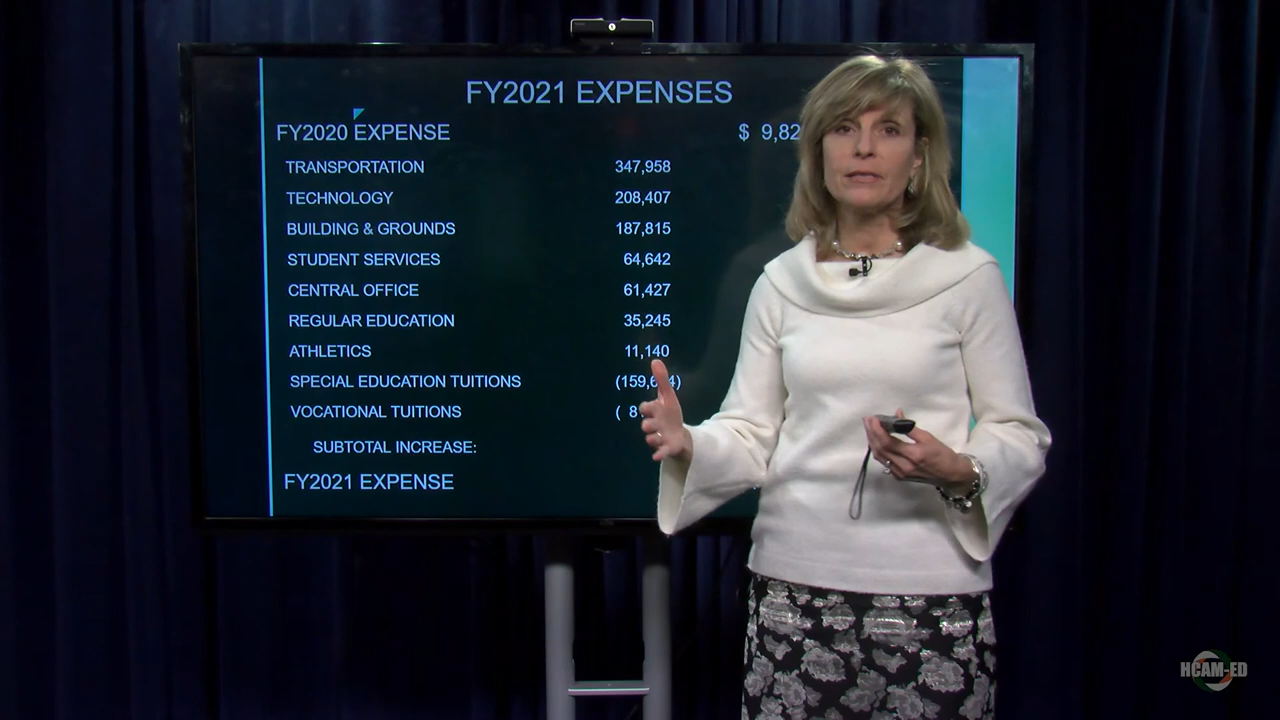 FY2021 EXPENSES
FY2020 EXPENSE $ 9,82
TRANSPORTATION 347,958
TECHNOLOGY 208,407
BUILDING & GROUNDS 187,815
STUDENT SERVICES 64,642
CENTRAL OFFICE 61,427
REGULAR EDUCATION 35,245
ATHLETICS 11,140
SPECIAL EDUCATION TUITIONS
VOCATIONAL TUITIONS
SUBTOTAL INCREASE:
FY2021 EXPENSE
HCAM-ED